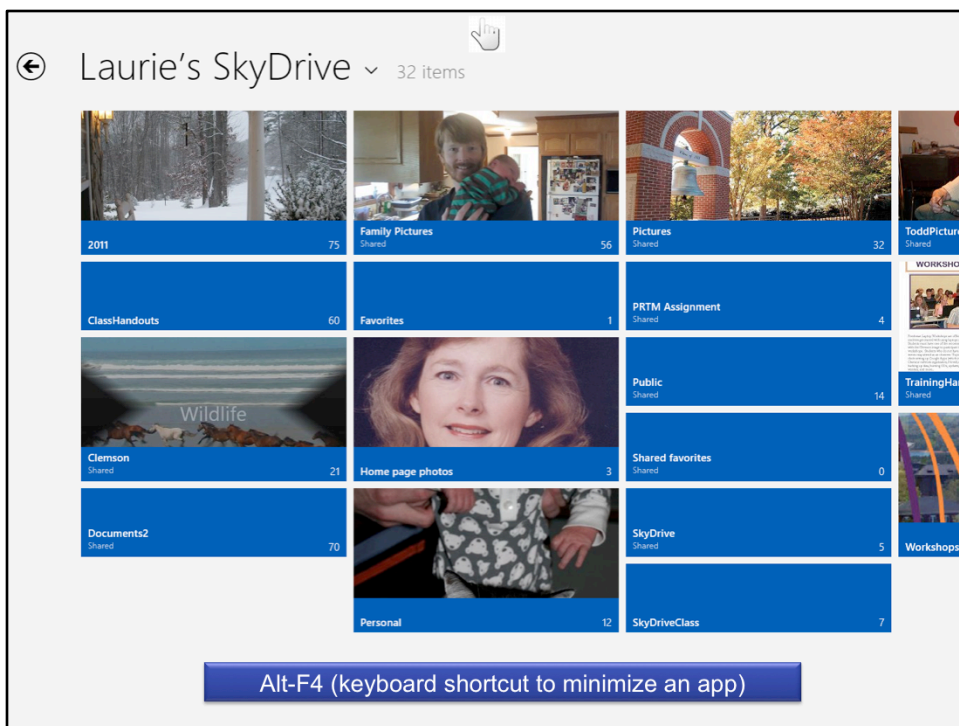 Laurie's SkyDrive 32 items
2011 75
Family Pictures
Shared 56
Pictures
Shared 32
ToddPicture
Shared
ClassHandouts 60
Favorites 1
PRTM Assignment
Shared 4
WORKSHO
Wildlife
Clemson
Shared 21
Home page photos 3
Public
Shared 14
TrainingHan
Shared
Shared favorites
Shared 0
Documents2
Shared 70
SkyDrive
Shared 5
Workshops
Personal 12
SkyDriveClass 7
Alt-F4 (keyboard shortcut to minimize an app)